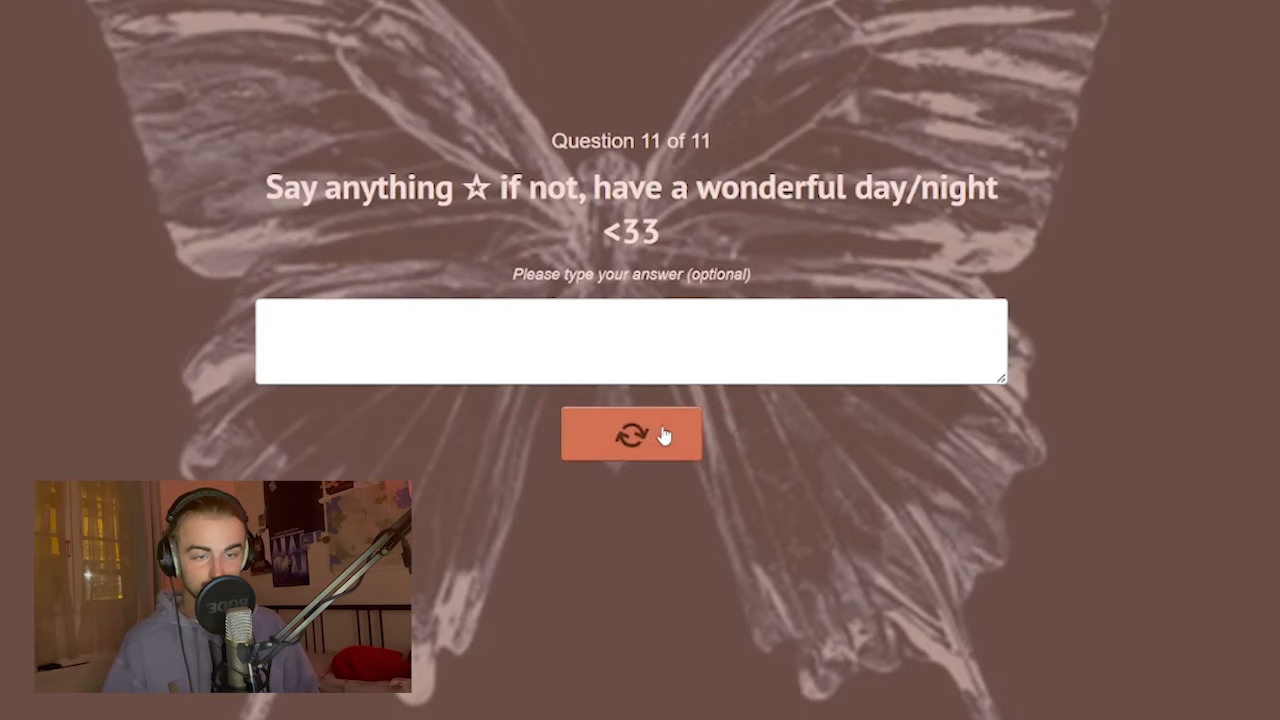 Question 11 of 11
Say anything ☆ if not, have a wonderful day/night
<33
Please type your answer (optional)